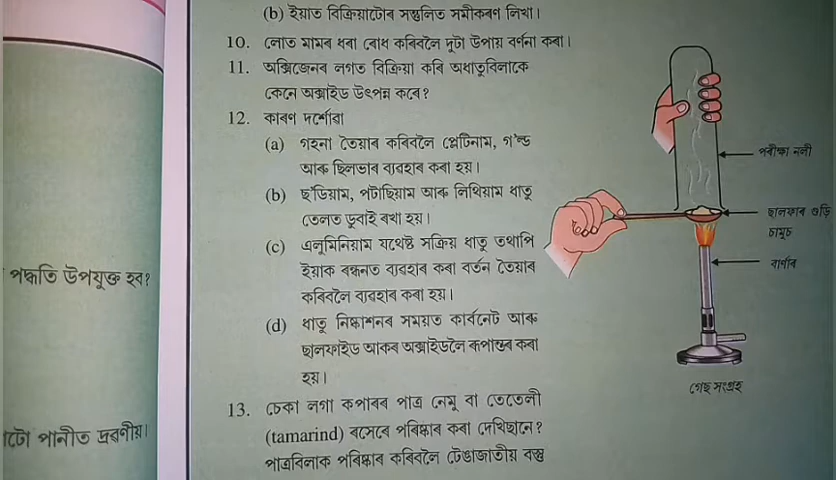 (b) ইয়াত বিক্রিয়াটোৰ সন্তুলিত সমীকৰণ লিখা।
10. লোত মামৰ ধৰা ৰোধ কৰিবলৈ দুটা উপায় বৰ্ণনা কৰা।
11. অক্সিজেনৰ লগত বিক্রিয়া কৰি অধাতুবিলাকে
কেনে অক্সাইড উৎপন্ন কৰে?
12. কাৰণ দৰ্শোৱা
(a) গহনা তৈয়াৰ কৰিবলৈ প্লেটিনাম, গ'ল্ড
আৰু ছিলভাৰ ব্যৱহাৰ কৰা হয়।
(b) ছ'ডিয়াম, পটাছিয়াম আৰু লিথিয়াম ধাতু
তেলত ডুবাই ৰখা হয়।
(c) এলুমিনিয়াম যথেষ্ট সক্রিয় ধাতু তথাপি
ইয়াক ৰন্ধনত ব্যৱহাৰ কৰা বৰ্তন তৈয়াৰ
কৰিবলৈ ব্যৱহাৰ কৰা হয়।
(d) ধাতু নিষ্কাশনৰ সময়ত কাৰ্বনেট আৰু
ছালফাইড আকৰ অক্সাইডলৈ ৰূপান্তৰ কৰা
হয়।
13. চেকা লগা কপাৰৰ পাত্ৰ নেমু বা তেতেলী
(tamarind) ৰসেৰে পৰিষ্কাৰ কৰা দেখিছানে?
পাত্ৰবিলাক পৰিষ্কাৰ কৰিবলৈ টেঙাজাতীয় বস্তু
পৰীক্ষা নলী
ছালফাৰ গুড়ি
চামুচ
বাৰ্ণাৰ
গেছ সংগ্ৰহ
পদ্ধতি উপযুক্ত হব?
টো পানীত দ্ৰৱণীয়।